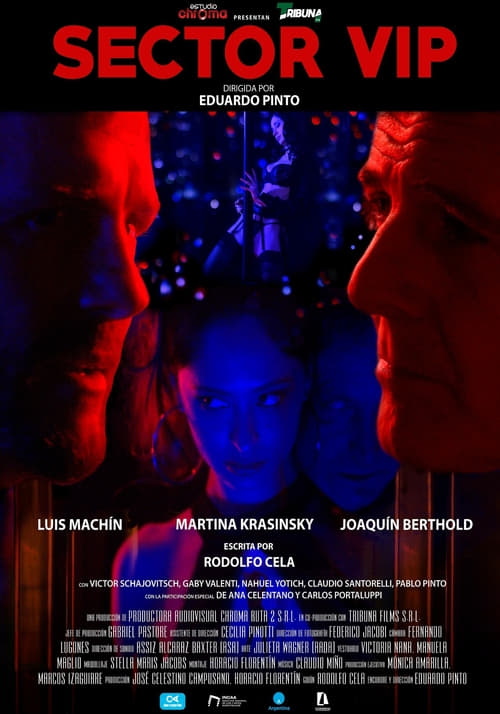 ESTUDIO
CHROMA PRESENTAN TRIBUNA
SECTOR VIP
DIRIGIDA POR
EDUARDO PINTO
LUIS MACHÍN MARTINA KRASINSKY JOAQUÍN BERTHOLD
ESCRITA POR
RODOLFO CELA
CON VICTOR SCHAJOVITSCH, GABY VALENTI, NAHUEL YOTICH, CLAUDIO SANTORELLI, PABLO PINTO
CON LA PARTICIPACIÓN ESPECIAL DE ANA CELENTANO Y CARLOS PORTALUPPI
UNA PRODUCCIÓN DE PRODUCTORA AUDIOVISUAL CHROMA RUTA 2 S.R.L. EN CO-PRODUCCIÓN CON TRIBUNA FILMS S.R.L.
JEFE DE PRODUCCIÓN GABRIEL PASTORE ASISTENTE DE DIRECCIÓN CECILIA PINOTTI DIRECCIÓN DE FOTOGRAFÍA FEDERICO JACOBI CÁMARA FERNANDO
LUGONES DIRECCIÓN DE SONIDO ASSIZ ALCARAZ BAXTER (ASA) ARTE JULIETA WAGNER (AADA) VESTUARIO VICTORIA NANI, MANUELA
MAGLIO MAQUILLAJE STELLA MARIS JACOBS MONTAJE HORACIO FLORENTÍN MÚSICA CLAUDIO MIÑO PRODUCCIÓN EJECUTIVA MÓNICA AMARILLA,
MARCOS IZAGUIRRE PRODUCCIÓN JOSÉ CELESTINO CAMPUSANO, HORACIO FLORENTÍN GUIÓN RODOLFO CELA ENCUADRE Y DIRECCIÓN EDUARDO PINTO
INCAA
Argentina